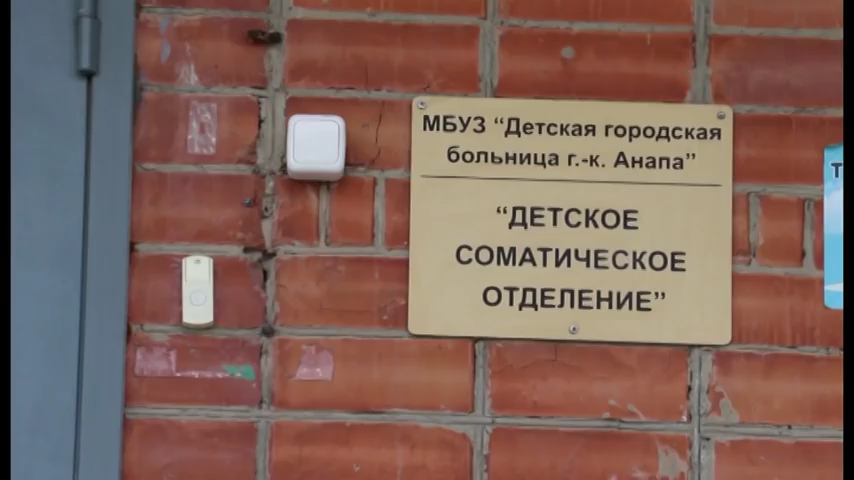 МБУЗ “Детская городская
больница г.-к. Анапа”
“ДЕТСКОЕ
СОМАТИЧЕСКОЕ
ОТДЕЛЕНИЕ”